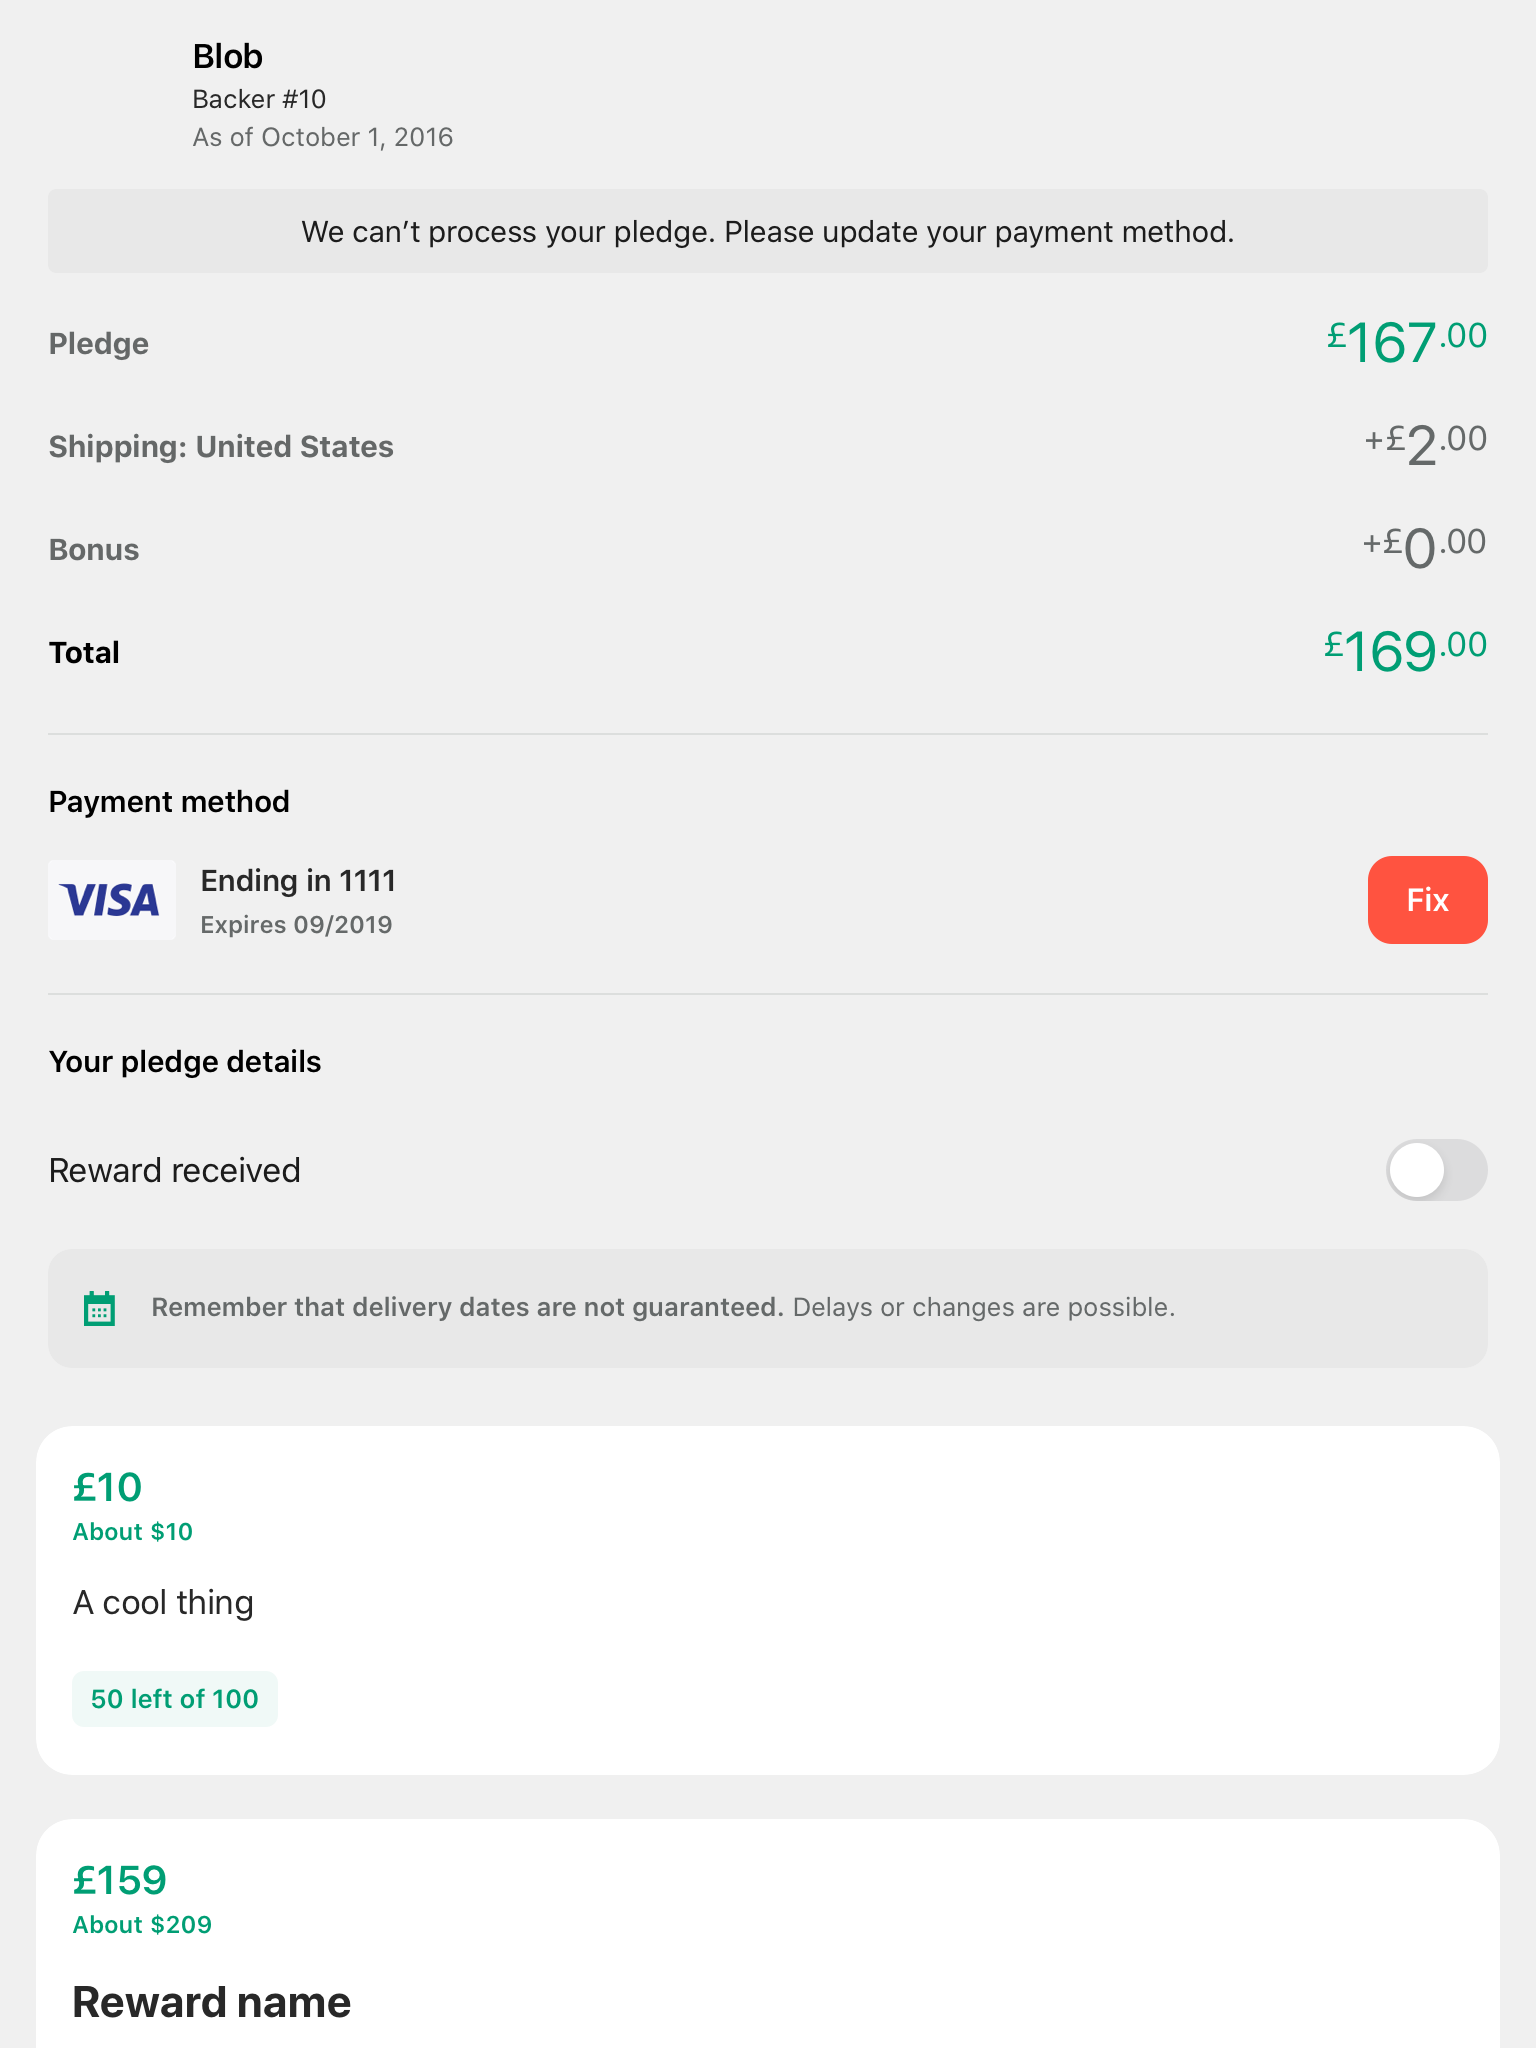 Blob
Backer #10
As of October 1, 2016
We can’t process your pledge. Please update your payment method.
Pledge £167.00
Shipping: United States +£2.00
Bonus +£0.00
Total £169.00
Payment method
VISA Ending in 1111
Expires 09/2019
Fix
Your pledge details
Reward received
Remember that delivery dates are not guaranteed. Delays or changes are possible.
£10
About $10
A cool thing
50 left of 100
£159
About $209
Reward name